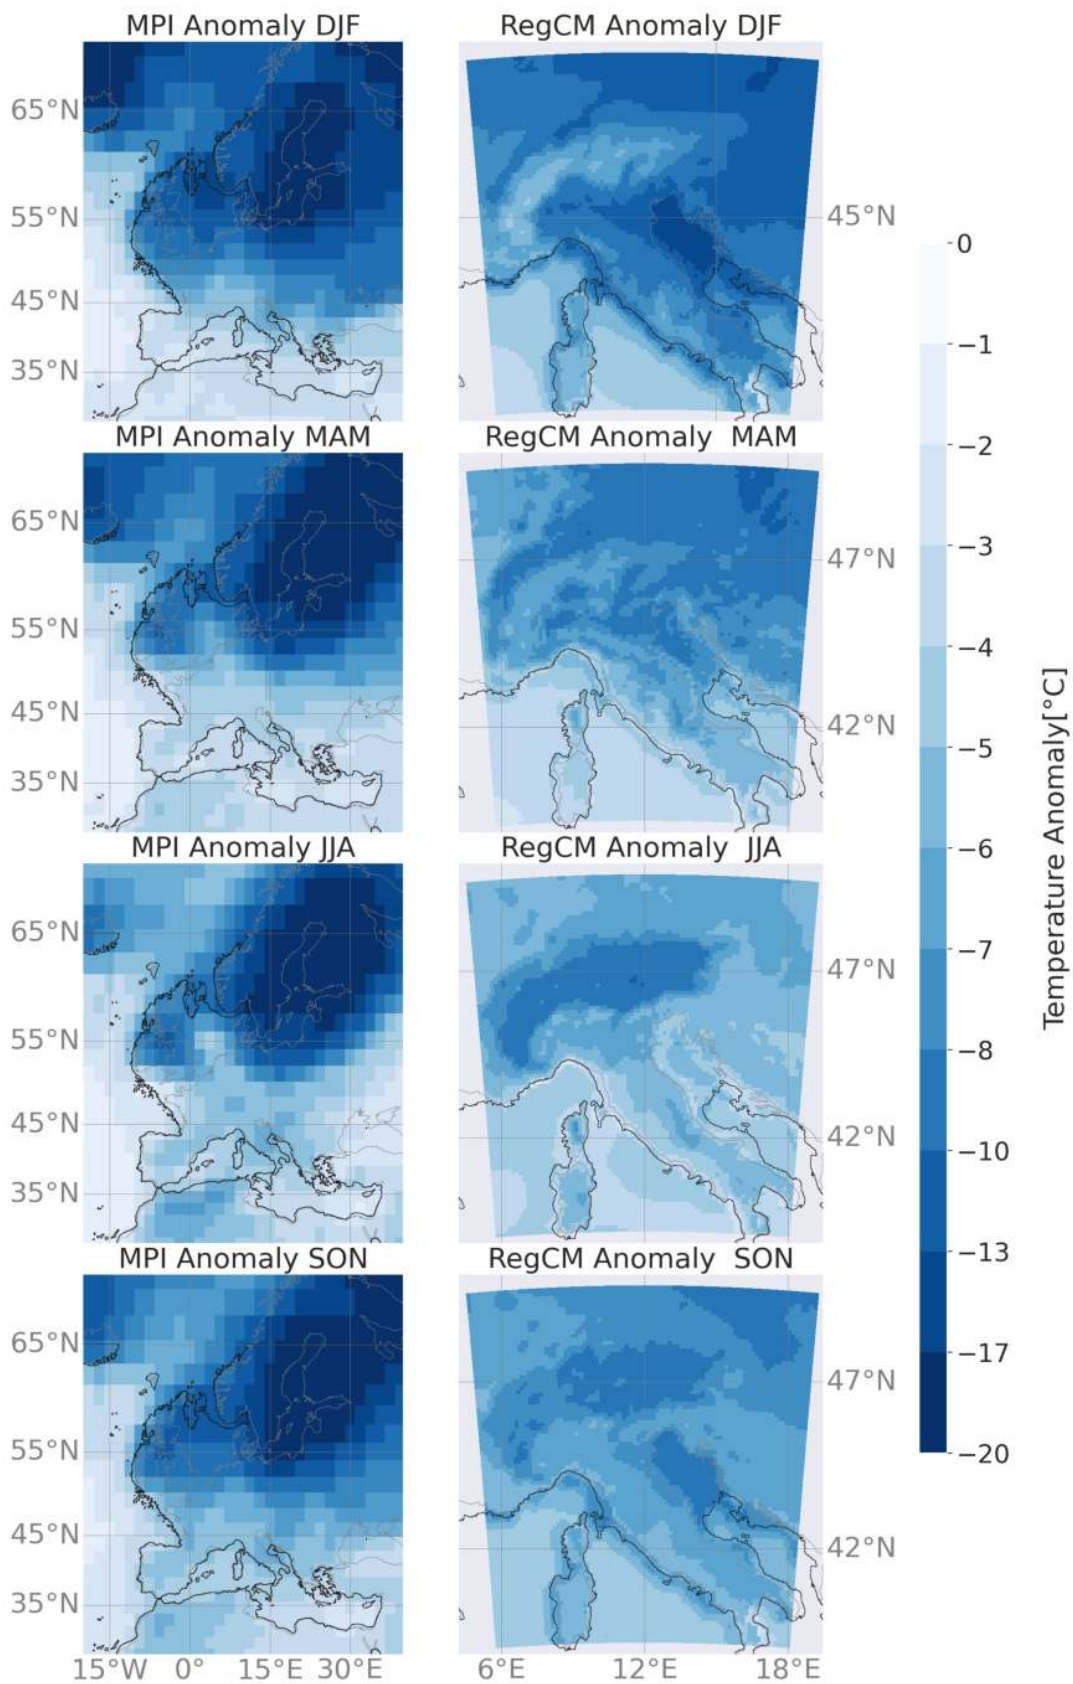 MPI Anomaly DJF
RegCM Anomaly DJF
65°N
55°N
45°N
35°N
45°N
MPI Anomaly MAM
RegCM Anomaly  MAM
65°N
55°N
45°N
35°N
47°N
42°N
MPI Anomaly JJA
RegCM Anomaly  JJA
65°N
55°N
45°N
35°N
47°N
42°N
MPI Anomaly SON
RegCM Anomaly  SON
65°N
55°N
45°N
35°N
47°N
42°N
15°W 0° 15°E 30°E
6°E 12°E 18°E
0
−1
−2
−3
−4
−5
−6
−7
−8
−10
−13
−17
−20
Temperature Anomaly[°C]